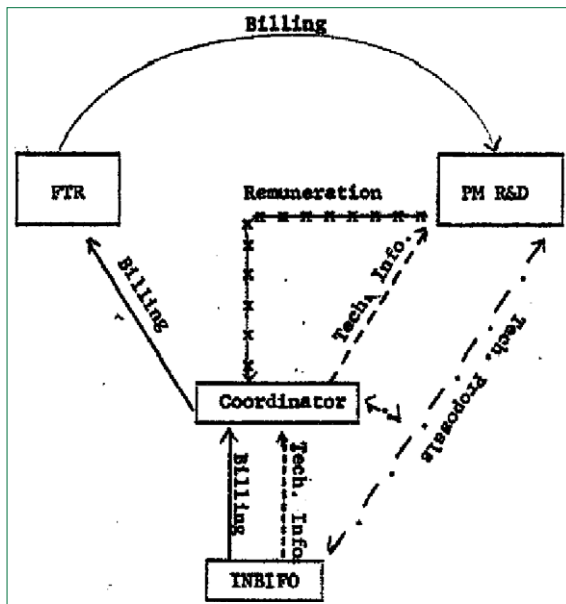 Billing
FTR
PM R&D
Remuneration
Tech. Info.
Billing
Tech. Proposals
Coordinator
Billing
Tech. Info
INBIFO